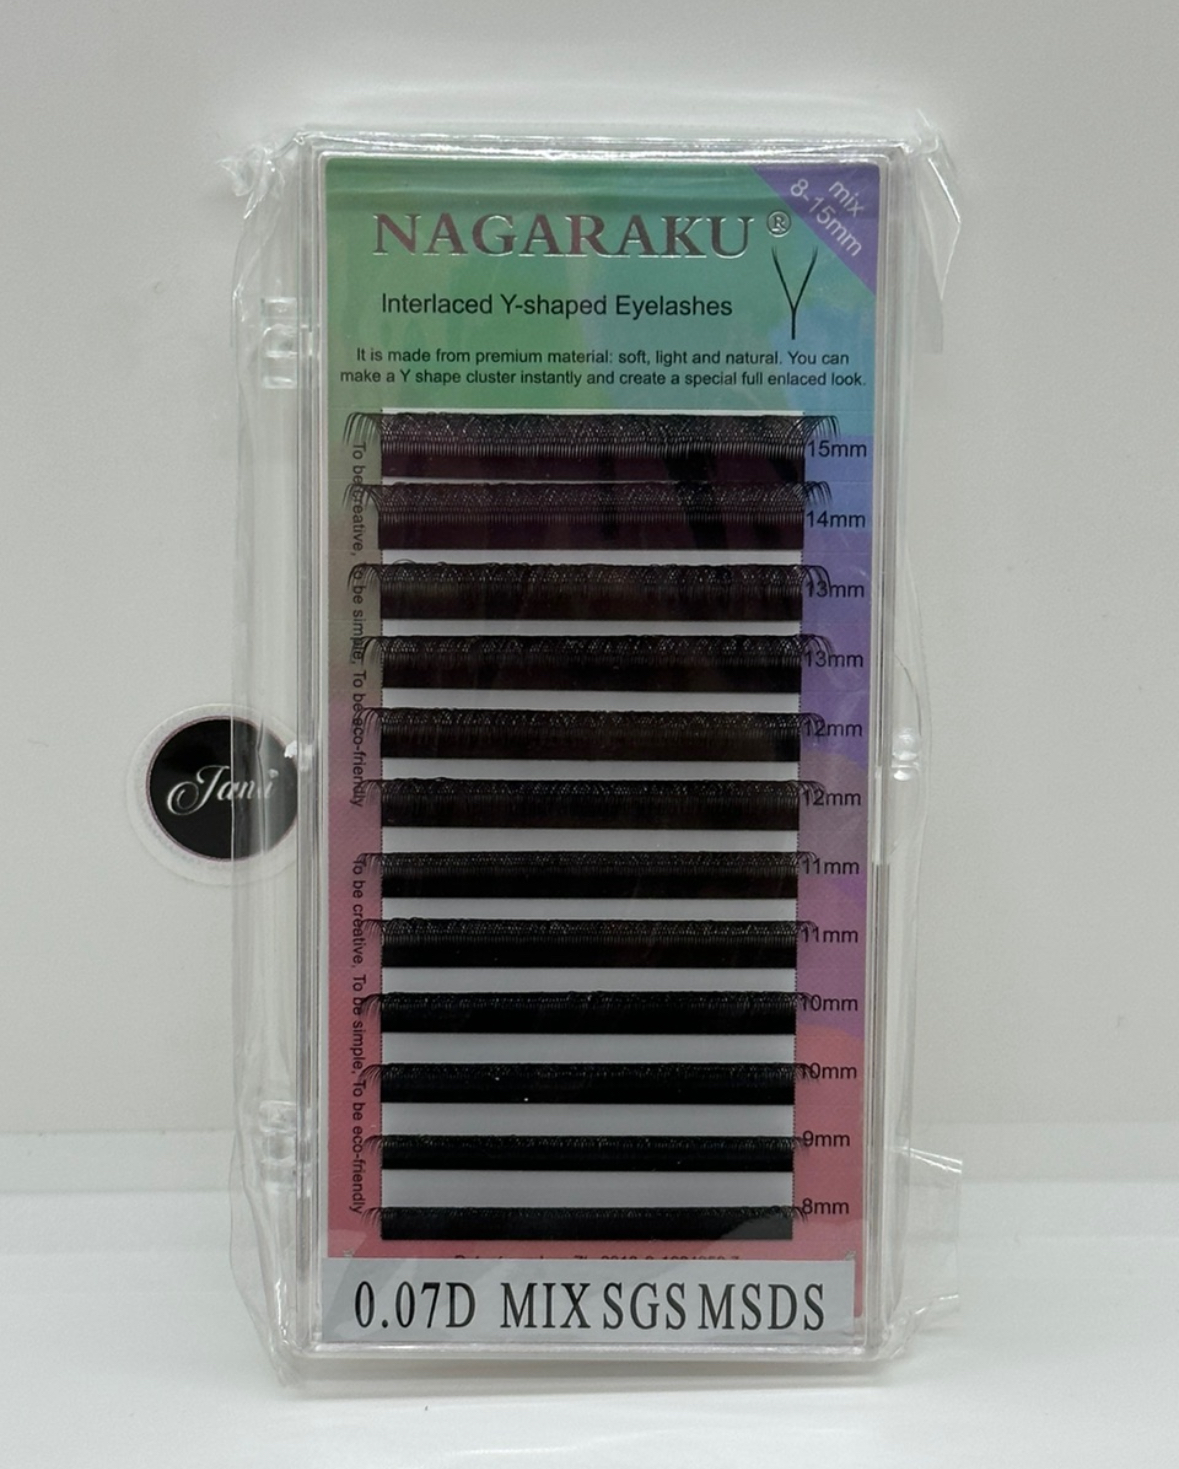 mix
8-15mm
NAGARAKU®
Interlaced Y-shaped Eyelashes
It is made from premium material: soft, light and natural. You can
make a Y shape cluster instantly and create a special full enlaced look.
15mm
14mm
13mm
13mm
12mm
12mm
11mm
11mm
10mm
10mm
9mm
8mm
To be creative, To be simple, To be eco-friendly
To be creative, To be simple, To be eco-friendly
Jani
0.07D MIX SGS MSDS